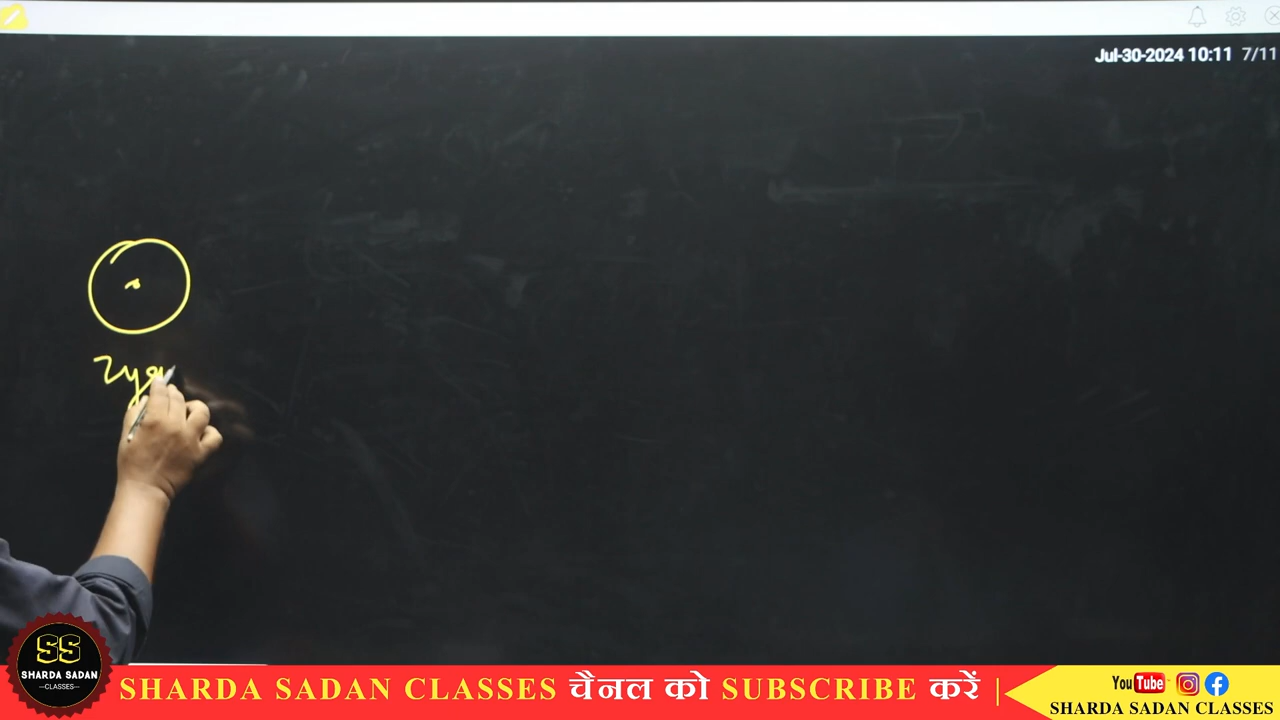 Jul-30-2024 10:11 7/11
Zyg
SS
SHARDA SADAN
—CLASSES—
SHARDA SADAN CLASSES चैनल को SUBSCRIBE करें |
YouTube
SHARDA SADAN CLASSES